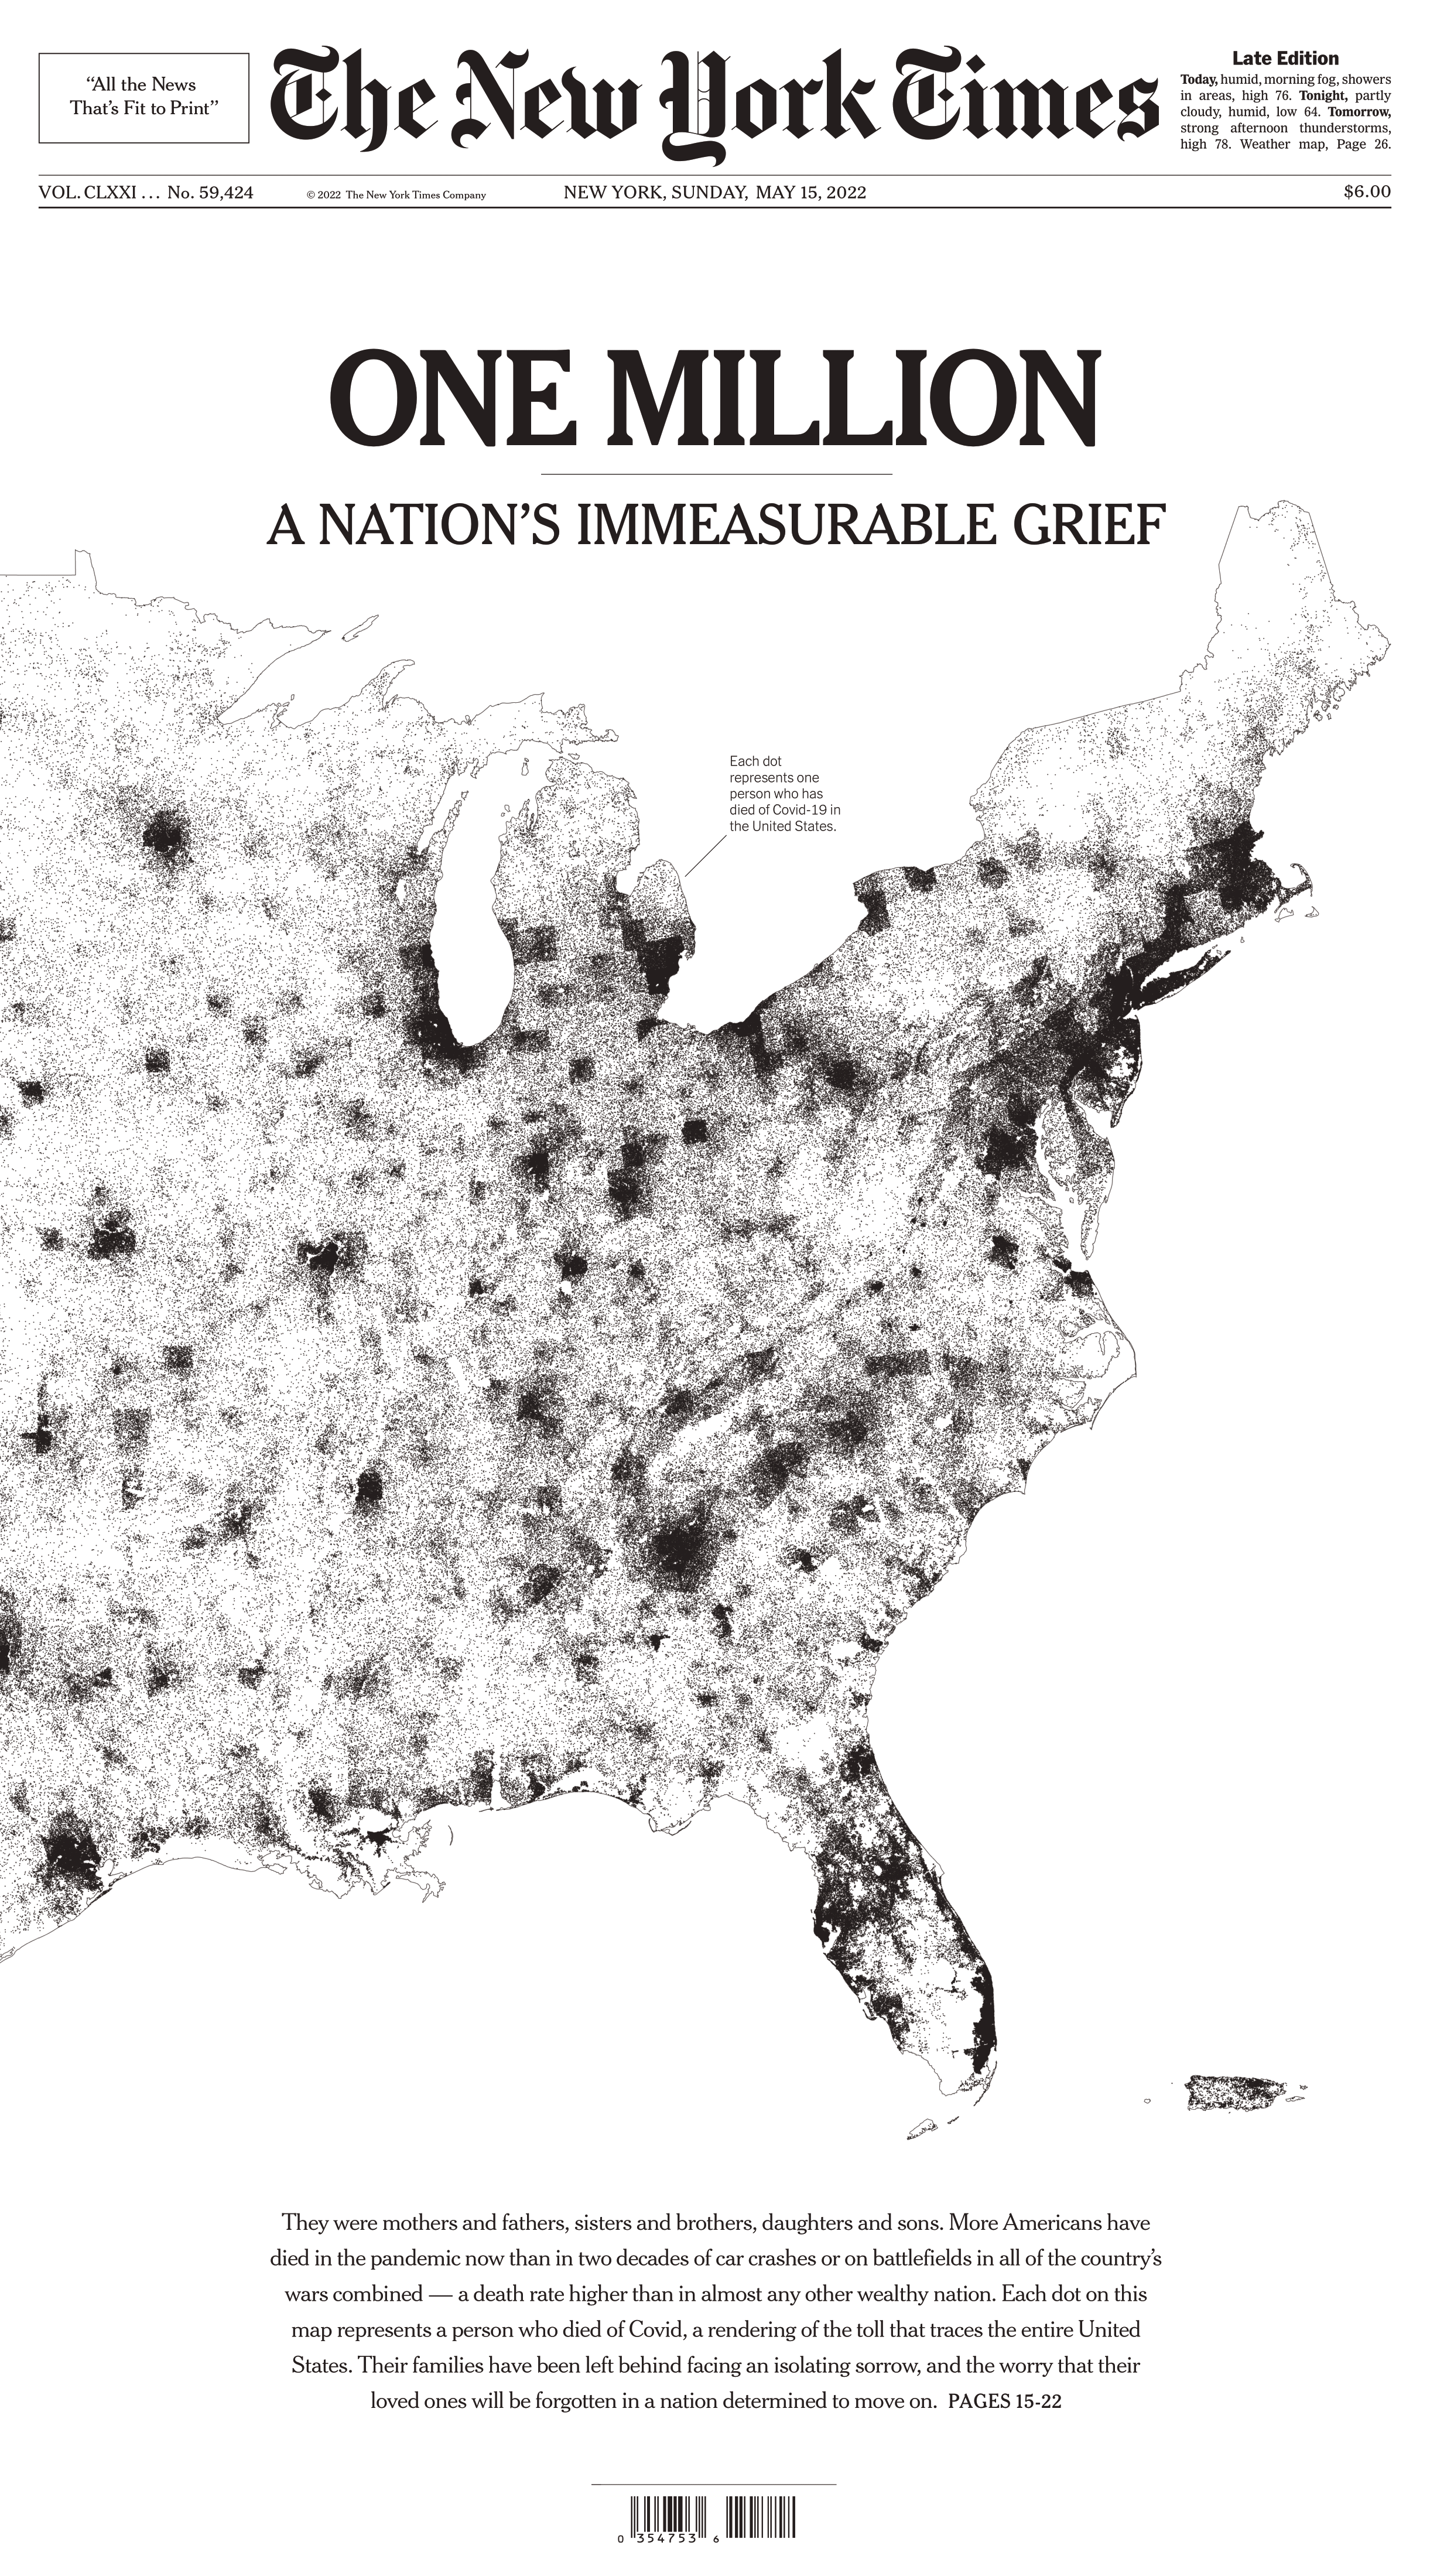 “All the News
That’s Fit to Print”
The New York Times
Late Edition
Today, humid, morning fog, showers
in areas, high 76. Tonight, partly
cloudy, humid, low 64. Tomorrow,
strong afternoon thunderstorms,
high 78. Weather map, Page 26.
VOL. CLXXI . . . No. 59,424
© 2022 The New York Times Company
NEW YORK, SUNDAY, MAY 15, 2022
$6.00
ONE MILLION
A NATION’S IMMEASURABLE GRIEF
Each dot
represents one
person who has
died of Covid-19 in
the United States.
They were mothers and fathers, sisters and brothers, daughters and sons. More Americans have
died in the pandemic now than in two decades of car crashes or on battlefields in all of the country’s
wars combined — a death rate higher than in almost any other wealthy nation. Each dot on this
map represents a person who died of Covid, a rendering of the toll that traces the entire United
States. Their families have been left behind facing an isolating sorrow, and the worry that their
loved ones will be forgotten in a nation determined to move on. PAGES 15-22
0 354753 6